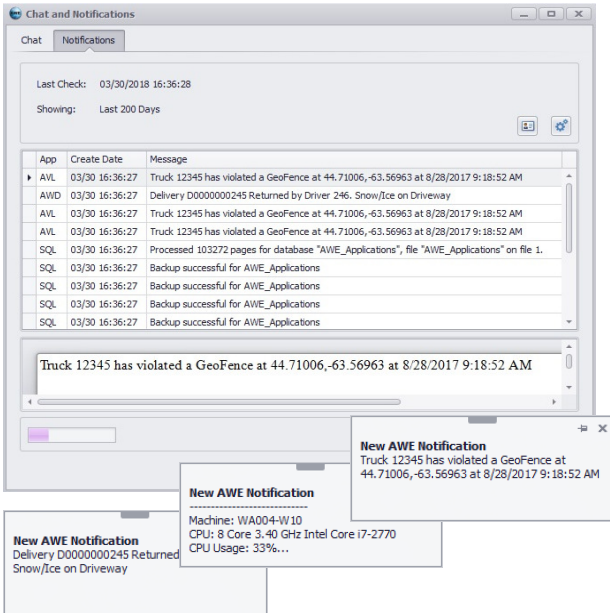 Chat and Notifications
Chat Notifications
Last Check: 03/30/2018 16:36:28
Showing: Last 200 Days
App Create Date Message
AVL 03/30 16:36:27 Truck 12345 has violated a GeoFence at 44.71006,-63.56963 at 8/28/2017 9:18:52 AM
AWD 03/30 16:36:27 Delivery D0000000245 Returned by Driver 246. Snow/Ice on Driveway
AVL 03/30 16:36:27 Truck 12345 has violated a GeoFence at 44.71006,-63.56963 at 8/28/2017 9:18:52 AM
AVL 03/30 16:36:27 Truck 12345 has violated a GeoFence at 44.71006,-63.56963 at 8/28/2017 9:18:52 AM
SQL 03/30 16:36:27 Processed 103272 pages for database "AWE_Applications", file "AWE_Applications" on file 1.
SQL 03/30 16:36:27 Backup successful for AWE_Applications
SQL 03/30 16:36:27 Backup successful for AWE_Applications
SQL 03/30 16:36:27 Backup successful for AWE_Applications
SQL 03/30 16:36:27 Backup successful for AWE_Applications
Truck 12345 has violated a GeoFence at 44.71006,-63.56963 at 8/28/2017 9:18:52 AM
New AWE Notification
Truck 12345 has violated a GeoFence at
44.71006,-63.56963 at 8/28/2017 9:18:52 AM
New AWE Notification
----------------------------
Machine: WA004-W10
CPU: 8 Core 3.40 GHz Intel Core i7-2770
CPU Usage: 33%...
New AWE Notification
Delivery D0000000245 Returned
Snow/Ice on Driveway